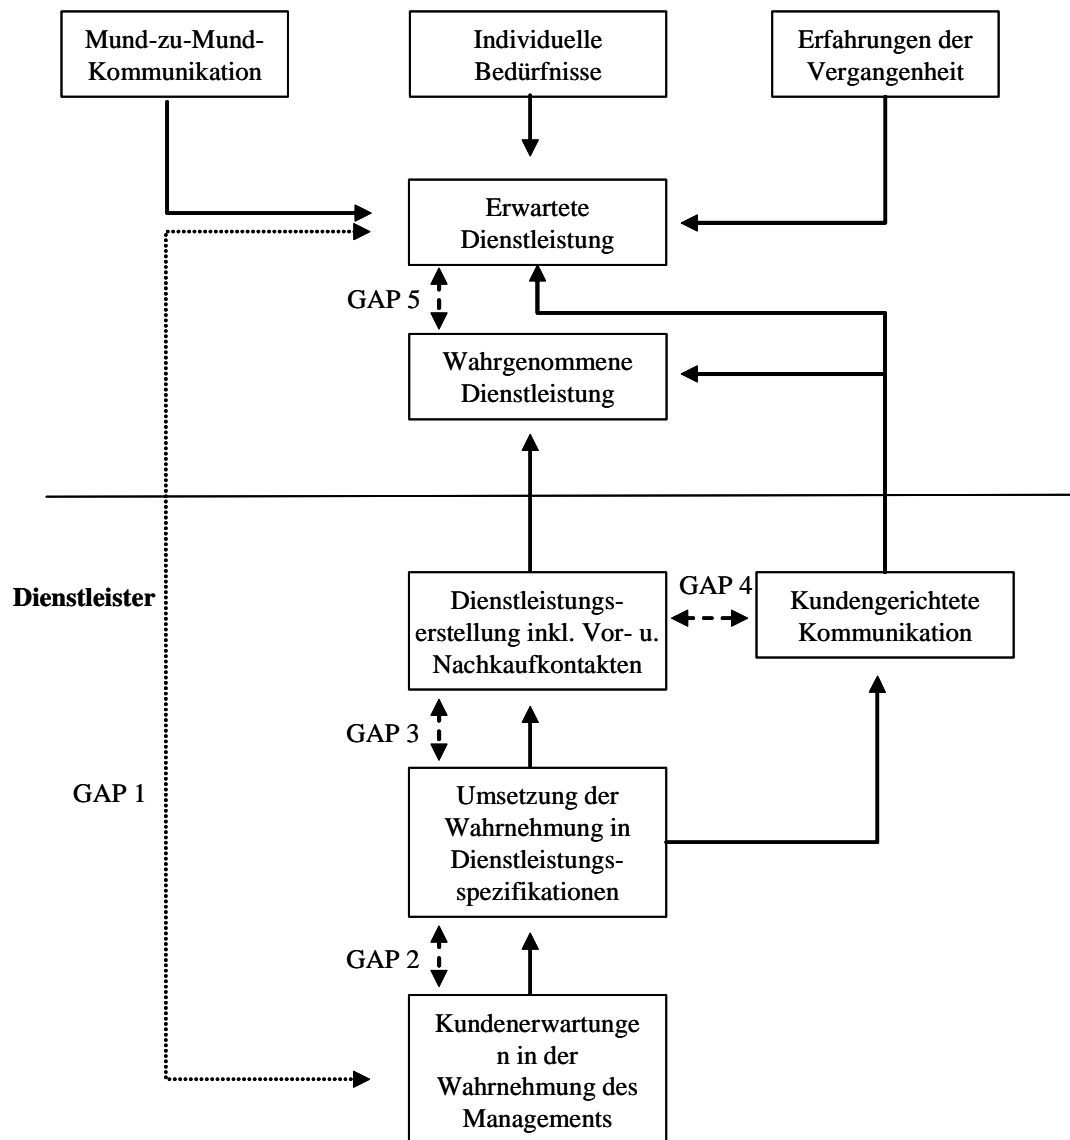 Mund-zu-Mund-
Kommunikation
Individuelle
Bedürfnisse
Erfahrungen der
Vergangenheit
Erwartete
Dienstleistung
GAP 5
Wahrgenommene
Dienstleistung
Dienstleister
Dienstleistungs-
erstellung inkl. Vor- u.
Nachkaufkontakten
GAP 4
Kundengerichtete
Kommunikation
GAP 3
GAP 1
Umsetzung der
Wahrnehmung in
Dienstleistungs-
spezifikationen
GAP 2
Kundenerwartunge
n in der
Wahrnehmung des
Managements